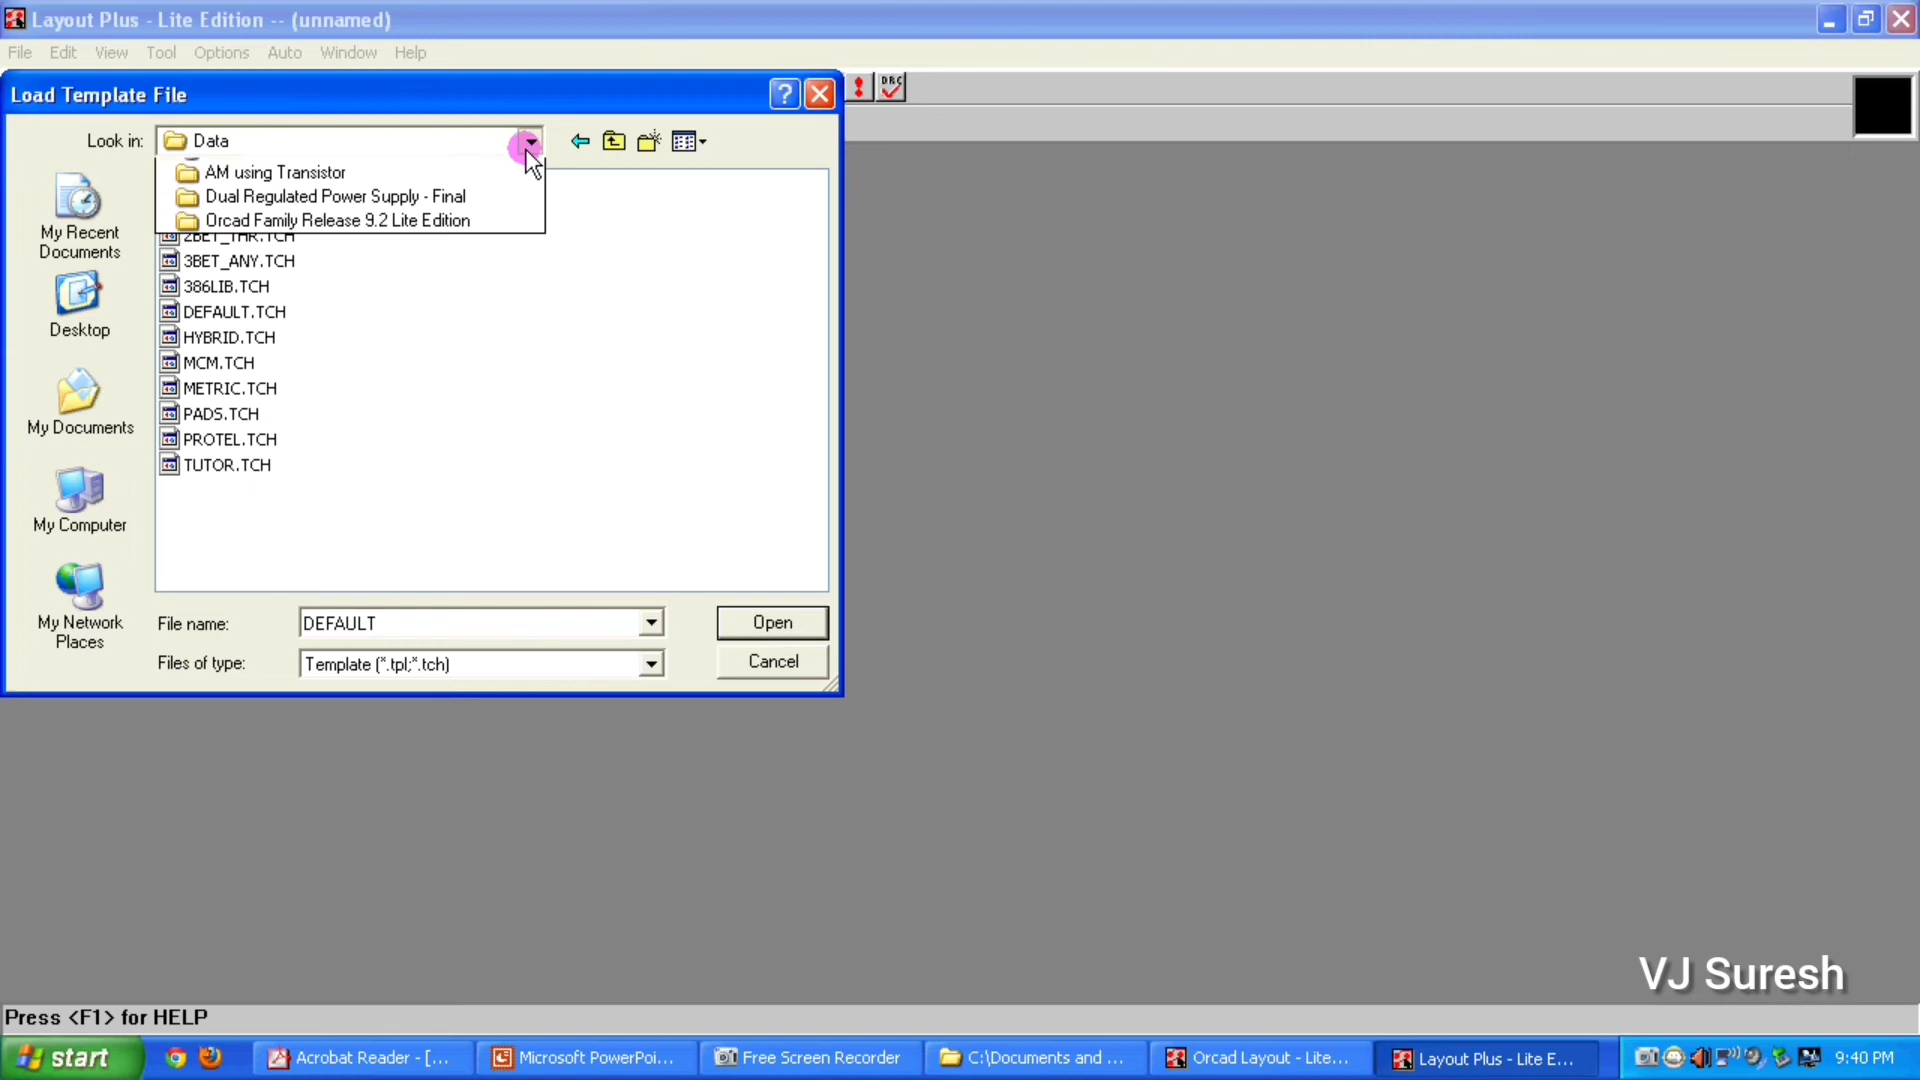 Layout Plus - Lite Edition -- (unnamed)
File Edit View Tool Options Auto Window Help
Load Template File
DRC
Look in: Data
AM using Transistor
Dual Regulated Power Supply - Final
Orcad Family Release 9.2 Lite Edition
2BET_THR.TCH
3BET_ANY.TCH
386LIB.TCH
DEFAULT.TCH
HYBRID.TCH
MCM.TCH
METRIC.TCH
PADS.TCH
PROTEL.TCH
TUTOR.TCH
My Recent
Documents
Desktop
My Documents
My Computer
My Network
Places
File name: DEFAULT Open
Files of type: Template (*.tpl;*.tch) Cancel
VJ Suresh
Press <F1> for HELP
start Acrobat Reader - [... Microsoft PowerPoi... Free Screen Recorder C:\Documents and ... Orcad Layout - Lite... Layout Plus - Lite E... 9:40 PM